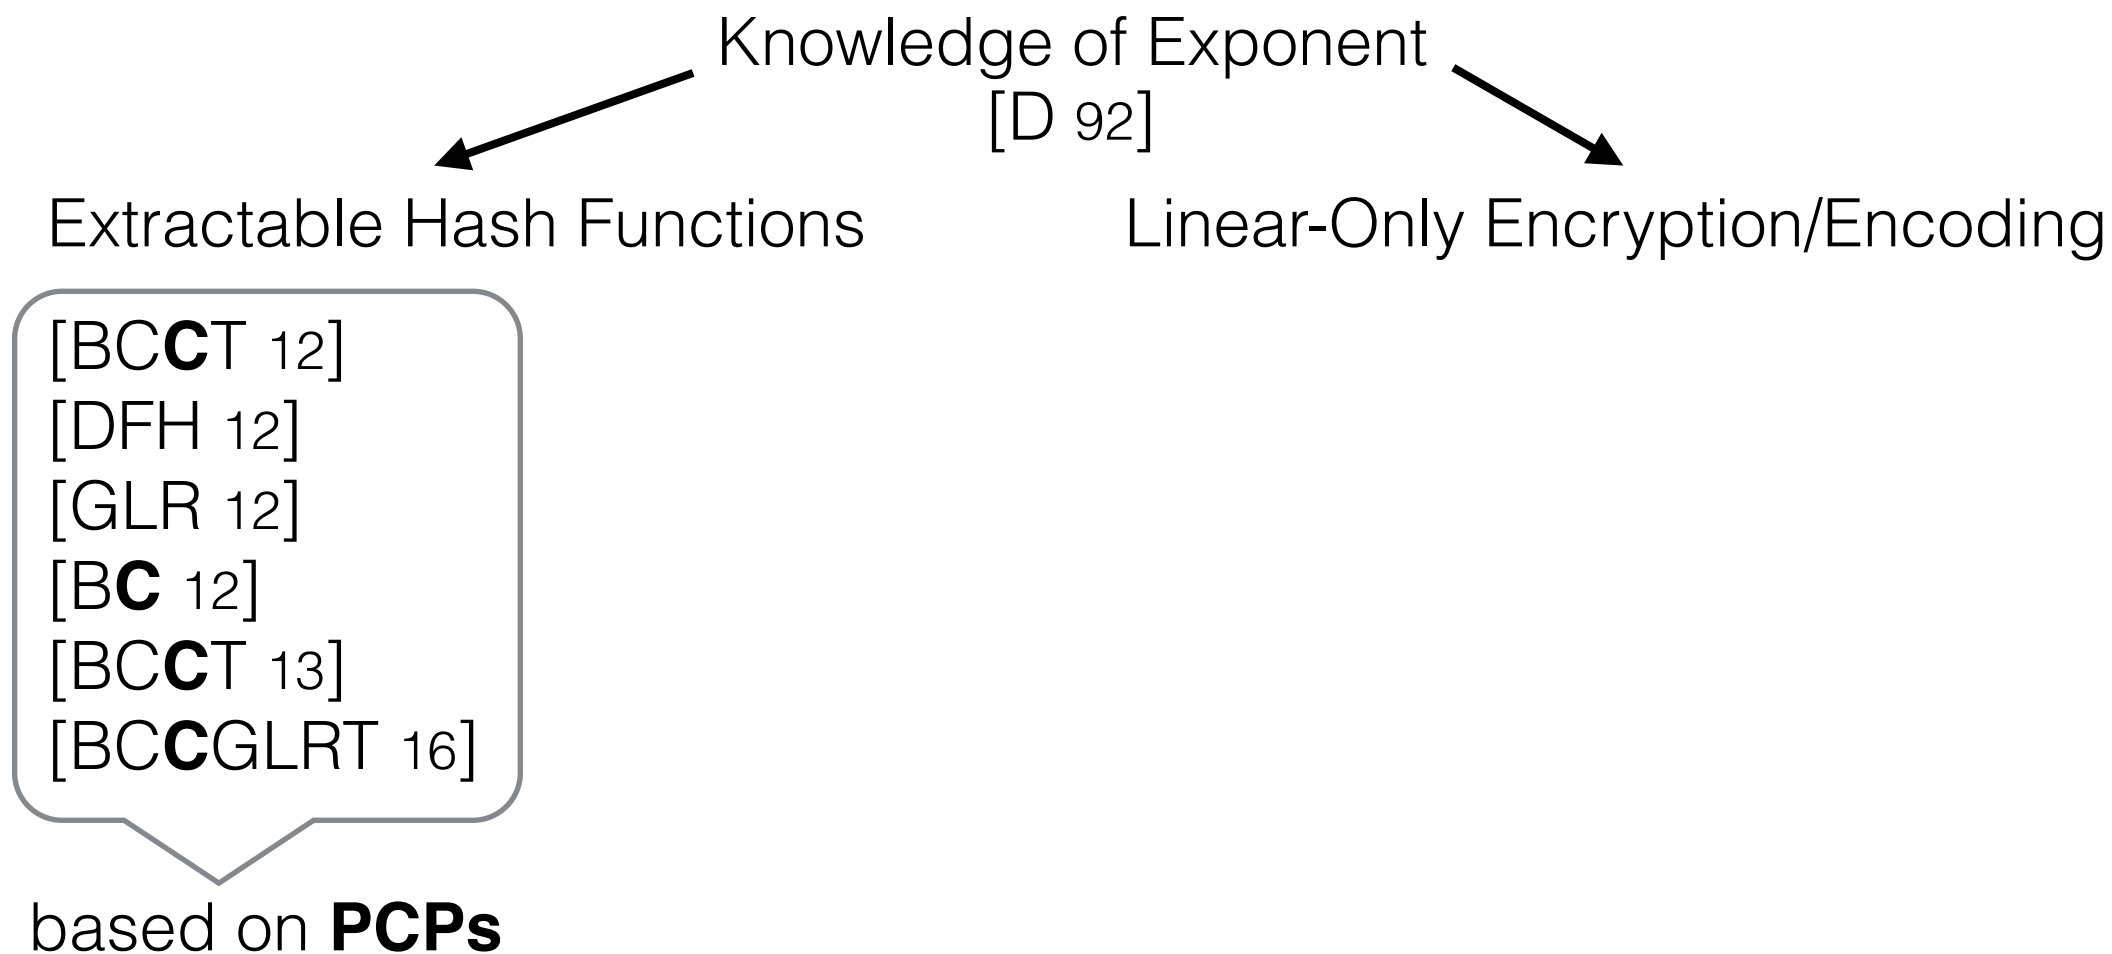 Knowledge of Exponent
[D 92]
Extractable Hash Functions
Linear-Only Encryption/Encoding
[BCCT 12]
[DFH 12]
[GLR 12]
[BC 12]
[BCCT 13]
[BCCGLRT 16]
based on PCPs